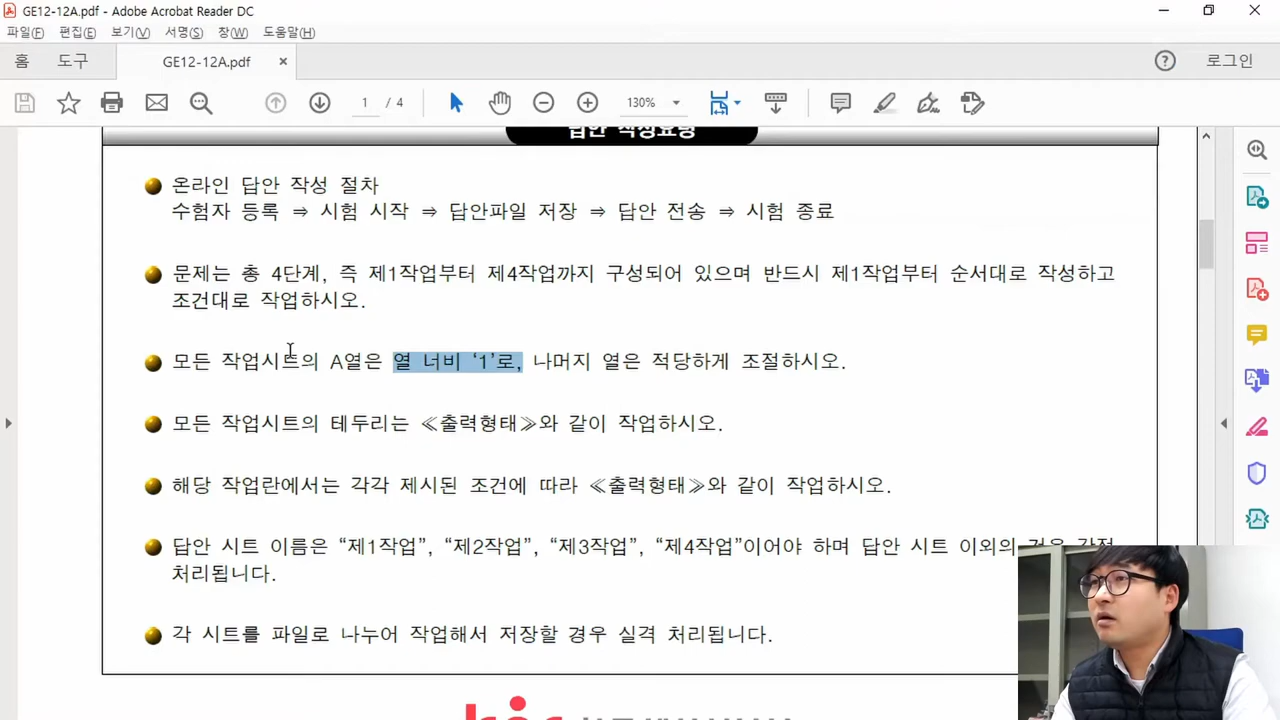 GE12-12A.pdf - Adobe Acrobat Reader DC
파일(F) 편집(E) 보기(V) 서명(S) 창(W) 도움말(H)
홈 도구 GE12-12A.pdf × ? 로그인
1 / 4 130%
답안 작성요령
온라인 답안 작성 절차
수험자 등록 ⇒ 시험 시작 ⇒ 답안파일 저장 ⇒ 답안 전송 ⇒ 시험 종료
문제는 총 4단계, 즉 제1작업부터 제4작업까지 구성되어 있으며 반드시 제1작업부터 순서대로 작성하고
조건대로 작업하시오.
모든 작업시트의 A열은 열 너비 ‘1’로, 나머지 열은 적당하게 조절하시오.
모든 작업시트의 테두리는 ≪출력형태≫와 같이 작업하시오.
해당 작업란에서는 각각 제시된 조건에 따라 ≪출력형태≫와 같이 작업하시오.
답안 시트 이름은 “제1작업”, “제2작업”, “제3작업”, “제4작업”이어야 하며 답안 시트 이외의 것은 감점
처리됩니다.
각 시트를 파일로 나누어 작업해서 저장할 경우 실격 처리됩니다.